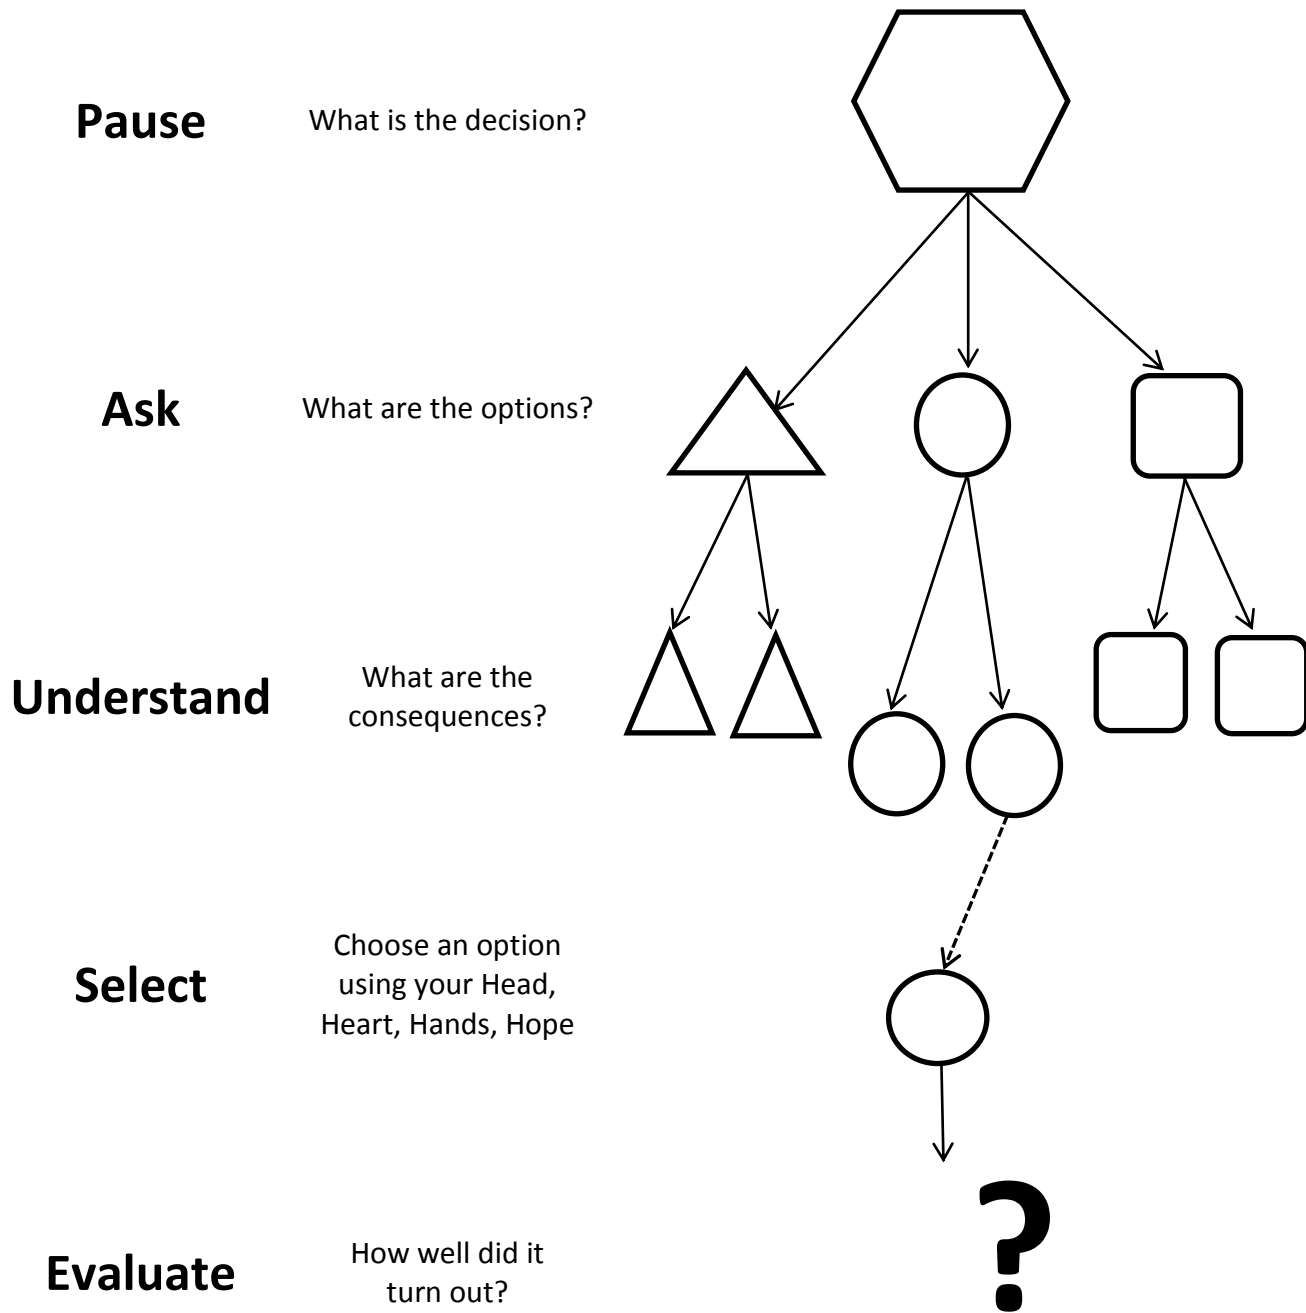 Pause
What is the decision?
Ask
What are the options?
Understand
What are the
consequences?
Select
Choose an option
using your Head,
Heart, Hands, Hope
?
Evaluate
How well did it
turn out?